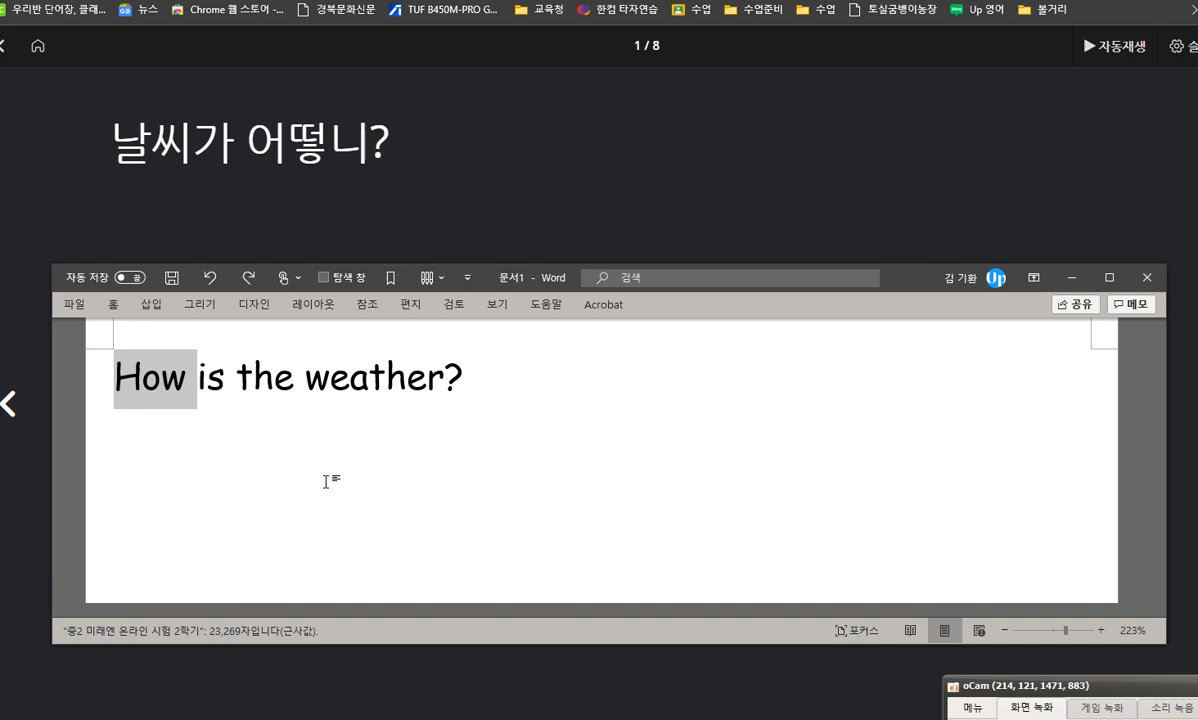 우리반 단어장, 클래... 뉴스 Chrome 웹 스토어 -... 경북문화신문 TUF B450M-PRO G... 교육청 한컴 타자연습 수업 수업준비 수업 토실굼벵이농장 Up 영어 볼거리
1 / 8 ▶ 자동재생 슬
날씨가 어떻니?
자동 저장 끔 탐색 창 문서1 - Word 검색 김 기환 Up
파일 홈 삽입 그리기 디자인 레이아웃 참조 편지 검토 보기 도움말 Acrobat 공유 메모
How is the weather?
"중2 미래엔 온라인 시험 2학기": 23,269자입니다(근사값). 포커스 223%
oCam (214, 121, 1471, 883)
메뉴 화면 녹화 게임 녹화 소리 녹음